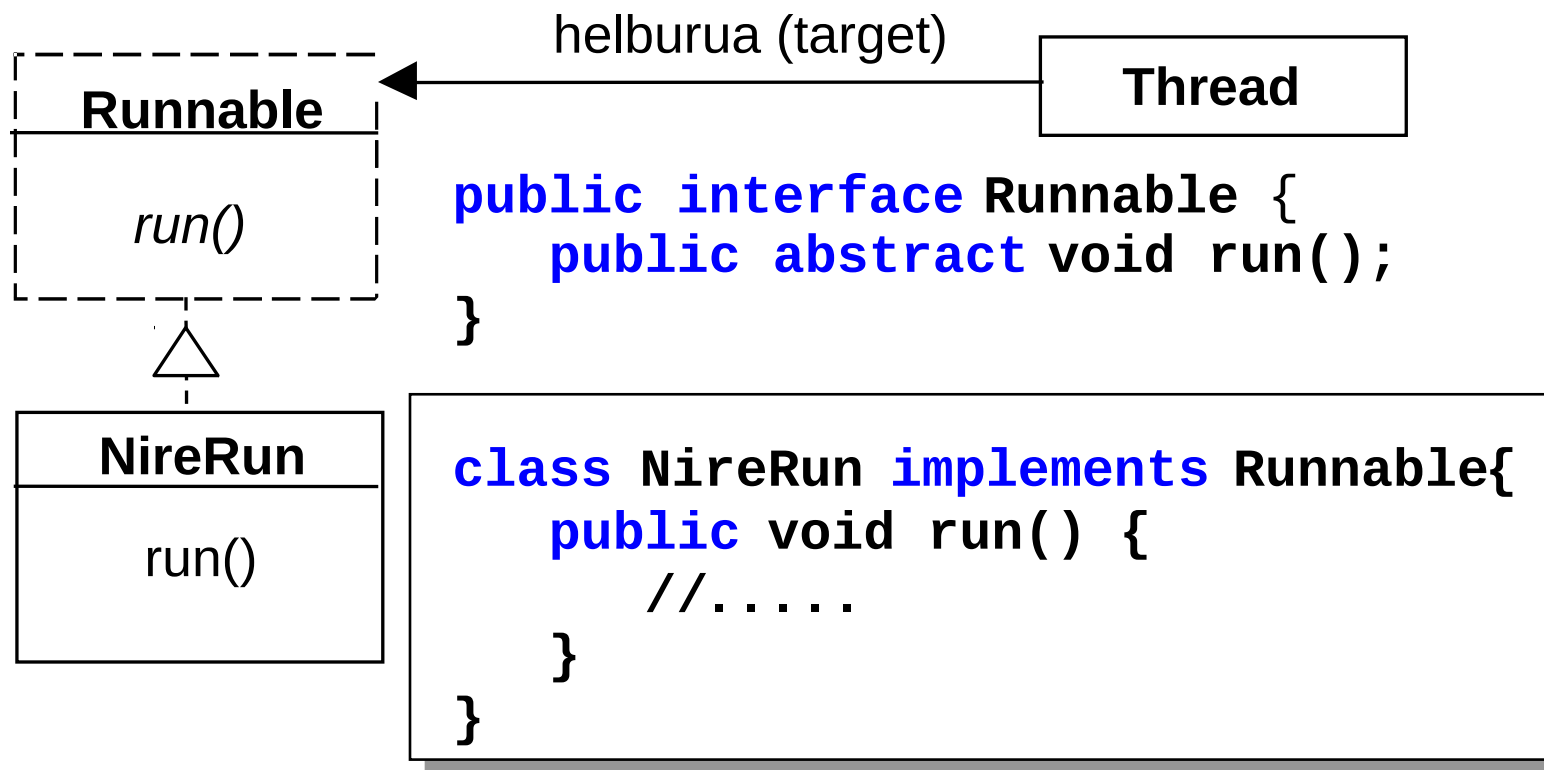 helburua (target)
Thread
Runnable
run()
public interface Runnable {
   public abstract void run();
}
NireRun
run()
class NireRun implements Runnable{
   public void run() {
      //.....
   }
}